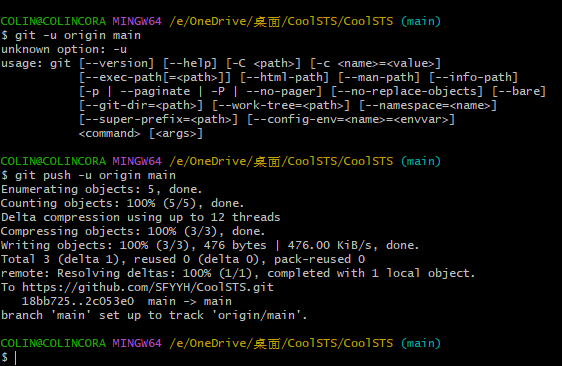 COLIN@COLINCORA MINGW64 /e/OneDrive/桌面/CoolSTS/CoolSTS (main)
$ git -u origin main
unknown option: -u
usage: git [--version] [--help] [-C <path>] [-c <name>=<value>]
           [--exec-path[=<path>]] [--html-path] [--man-path] [--info-path]
           [-p | --paginate | -P | --no-pager] [--no-replace-objects] [--bare]
           [--git-dir=<path>] [--work-tree=<path>] [--namespace=<name>]
           [--super-prefix=<path>] [--config-env=<name>=<envvar>]
           <command> [<args>]
COLIN@COLINCORA MINGW64 /e/OneDrive/桌面/CoolSTS/CoolSTS (main)
$ git push -u origin main
Enumerating objects: 5, done.
Counting objects: 100% (5/5), done.
Delta compression using up to 12 threads
Compressing objects: 100% (3/3), done.
Writing objects: 100% (3/3), 476 bytes | 476.00 KiB/s, done.
Total 3 (delta 1), reused 0 (delta 0), pack-reused 0
remote: Resolving deltas: 100% (1/1), completed with 1 local object.
To https://github.com/SFYYH/CoolSTS.git
   18bb725..2c053e0  main -> main
branch 'main' set up to track 'origin/main'.
COLIN@COLINCORA MINGW64 /e/OneDrive/桌面/CoolSTS/CoolSTS (main)
$